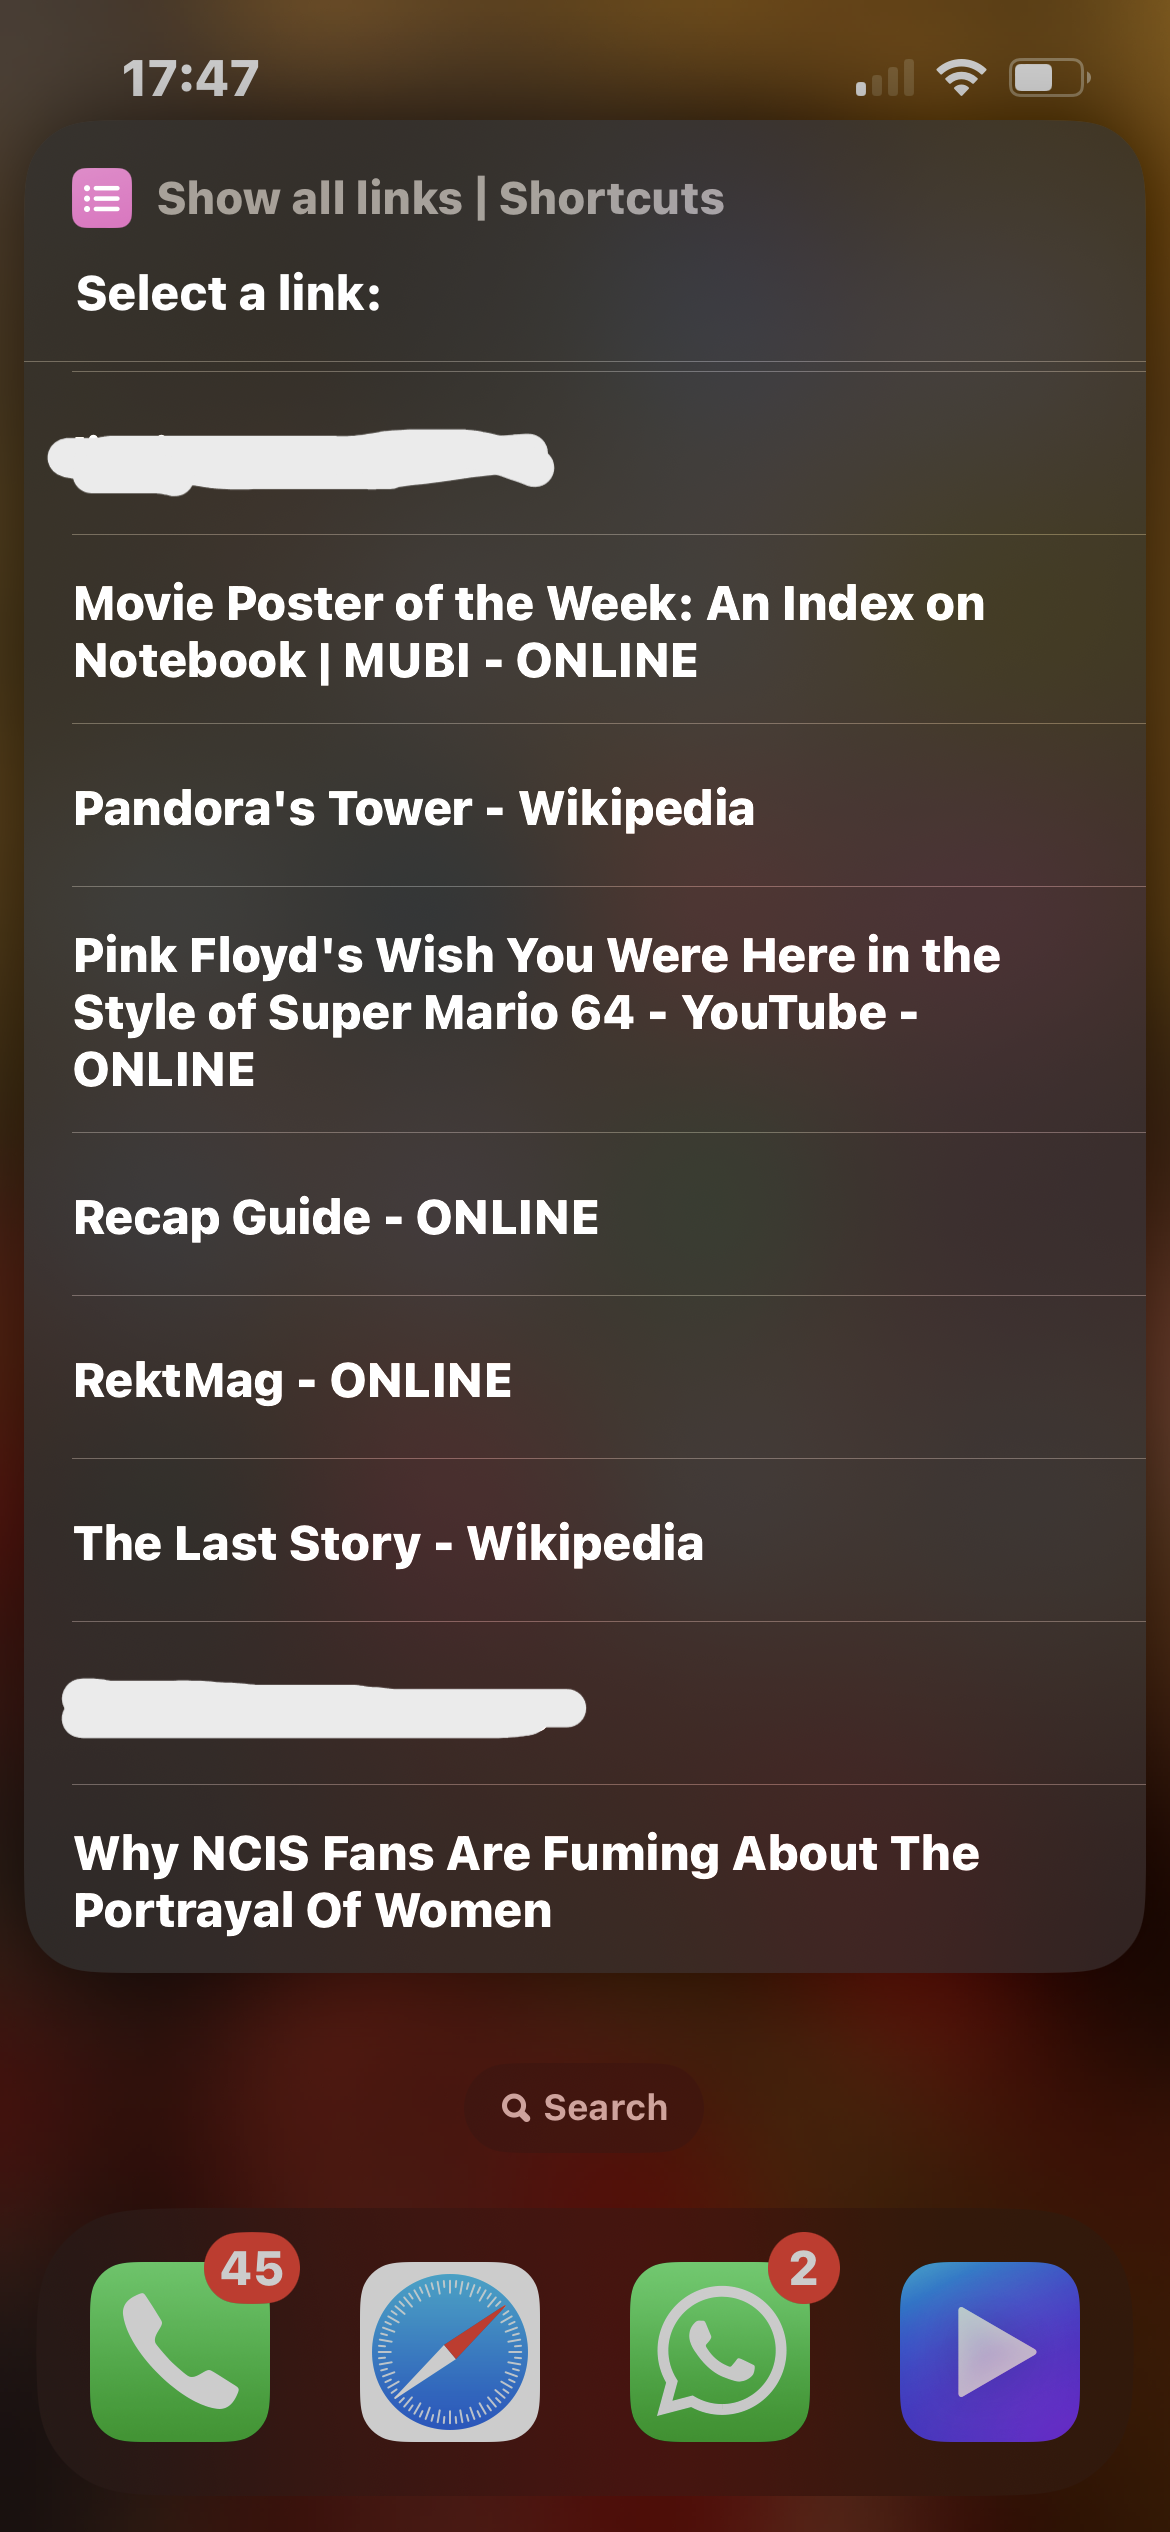 17:47
Show all links | Shortcuts
Select a link:
Movie Poster of the Week: An Index on
Notebook | MUBI - ONLINE
Pandora's Tower - Wikipedia
Pink Floyd's Wish You Were Here in the
Style of Super Mario 64 - YouTube -
ONLINE
Recap Guide - ONLINE
RektMag - ONLINE
The Last Story - Wikipedia
Why NCIS Fans Are Fuming About The
Portrayal Of Women
Search
45
2